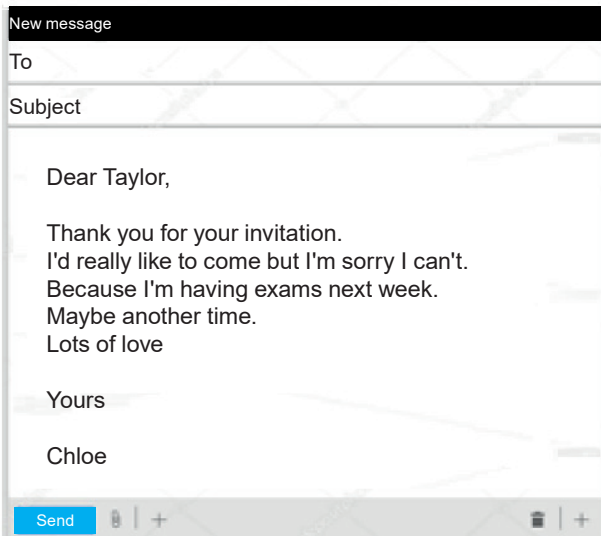 New message
To
Subject
Dear Taylor,
Thank you for your invitation.
I'd really like to come but I'm sorry I can't.
Because I'm having exams next week.
Maybe another time.
Lots of love
Yours
Chloe
Send